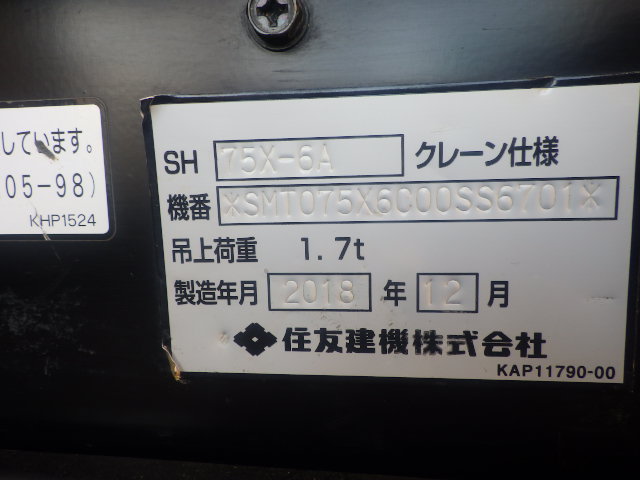 しています。
05-98)
KHP1524
SH 75X-6A クレーン仕様
機番 *SMT075X6C00SS6701*
吊上荷重 1.7t
製造年月 2018 年 12 月
住友建機株式会社
KAP11790-00